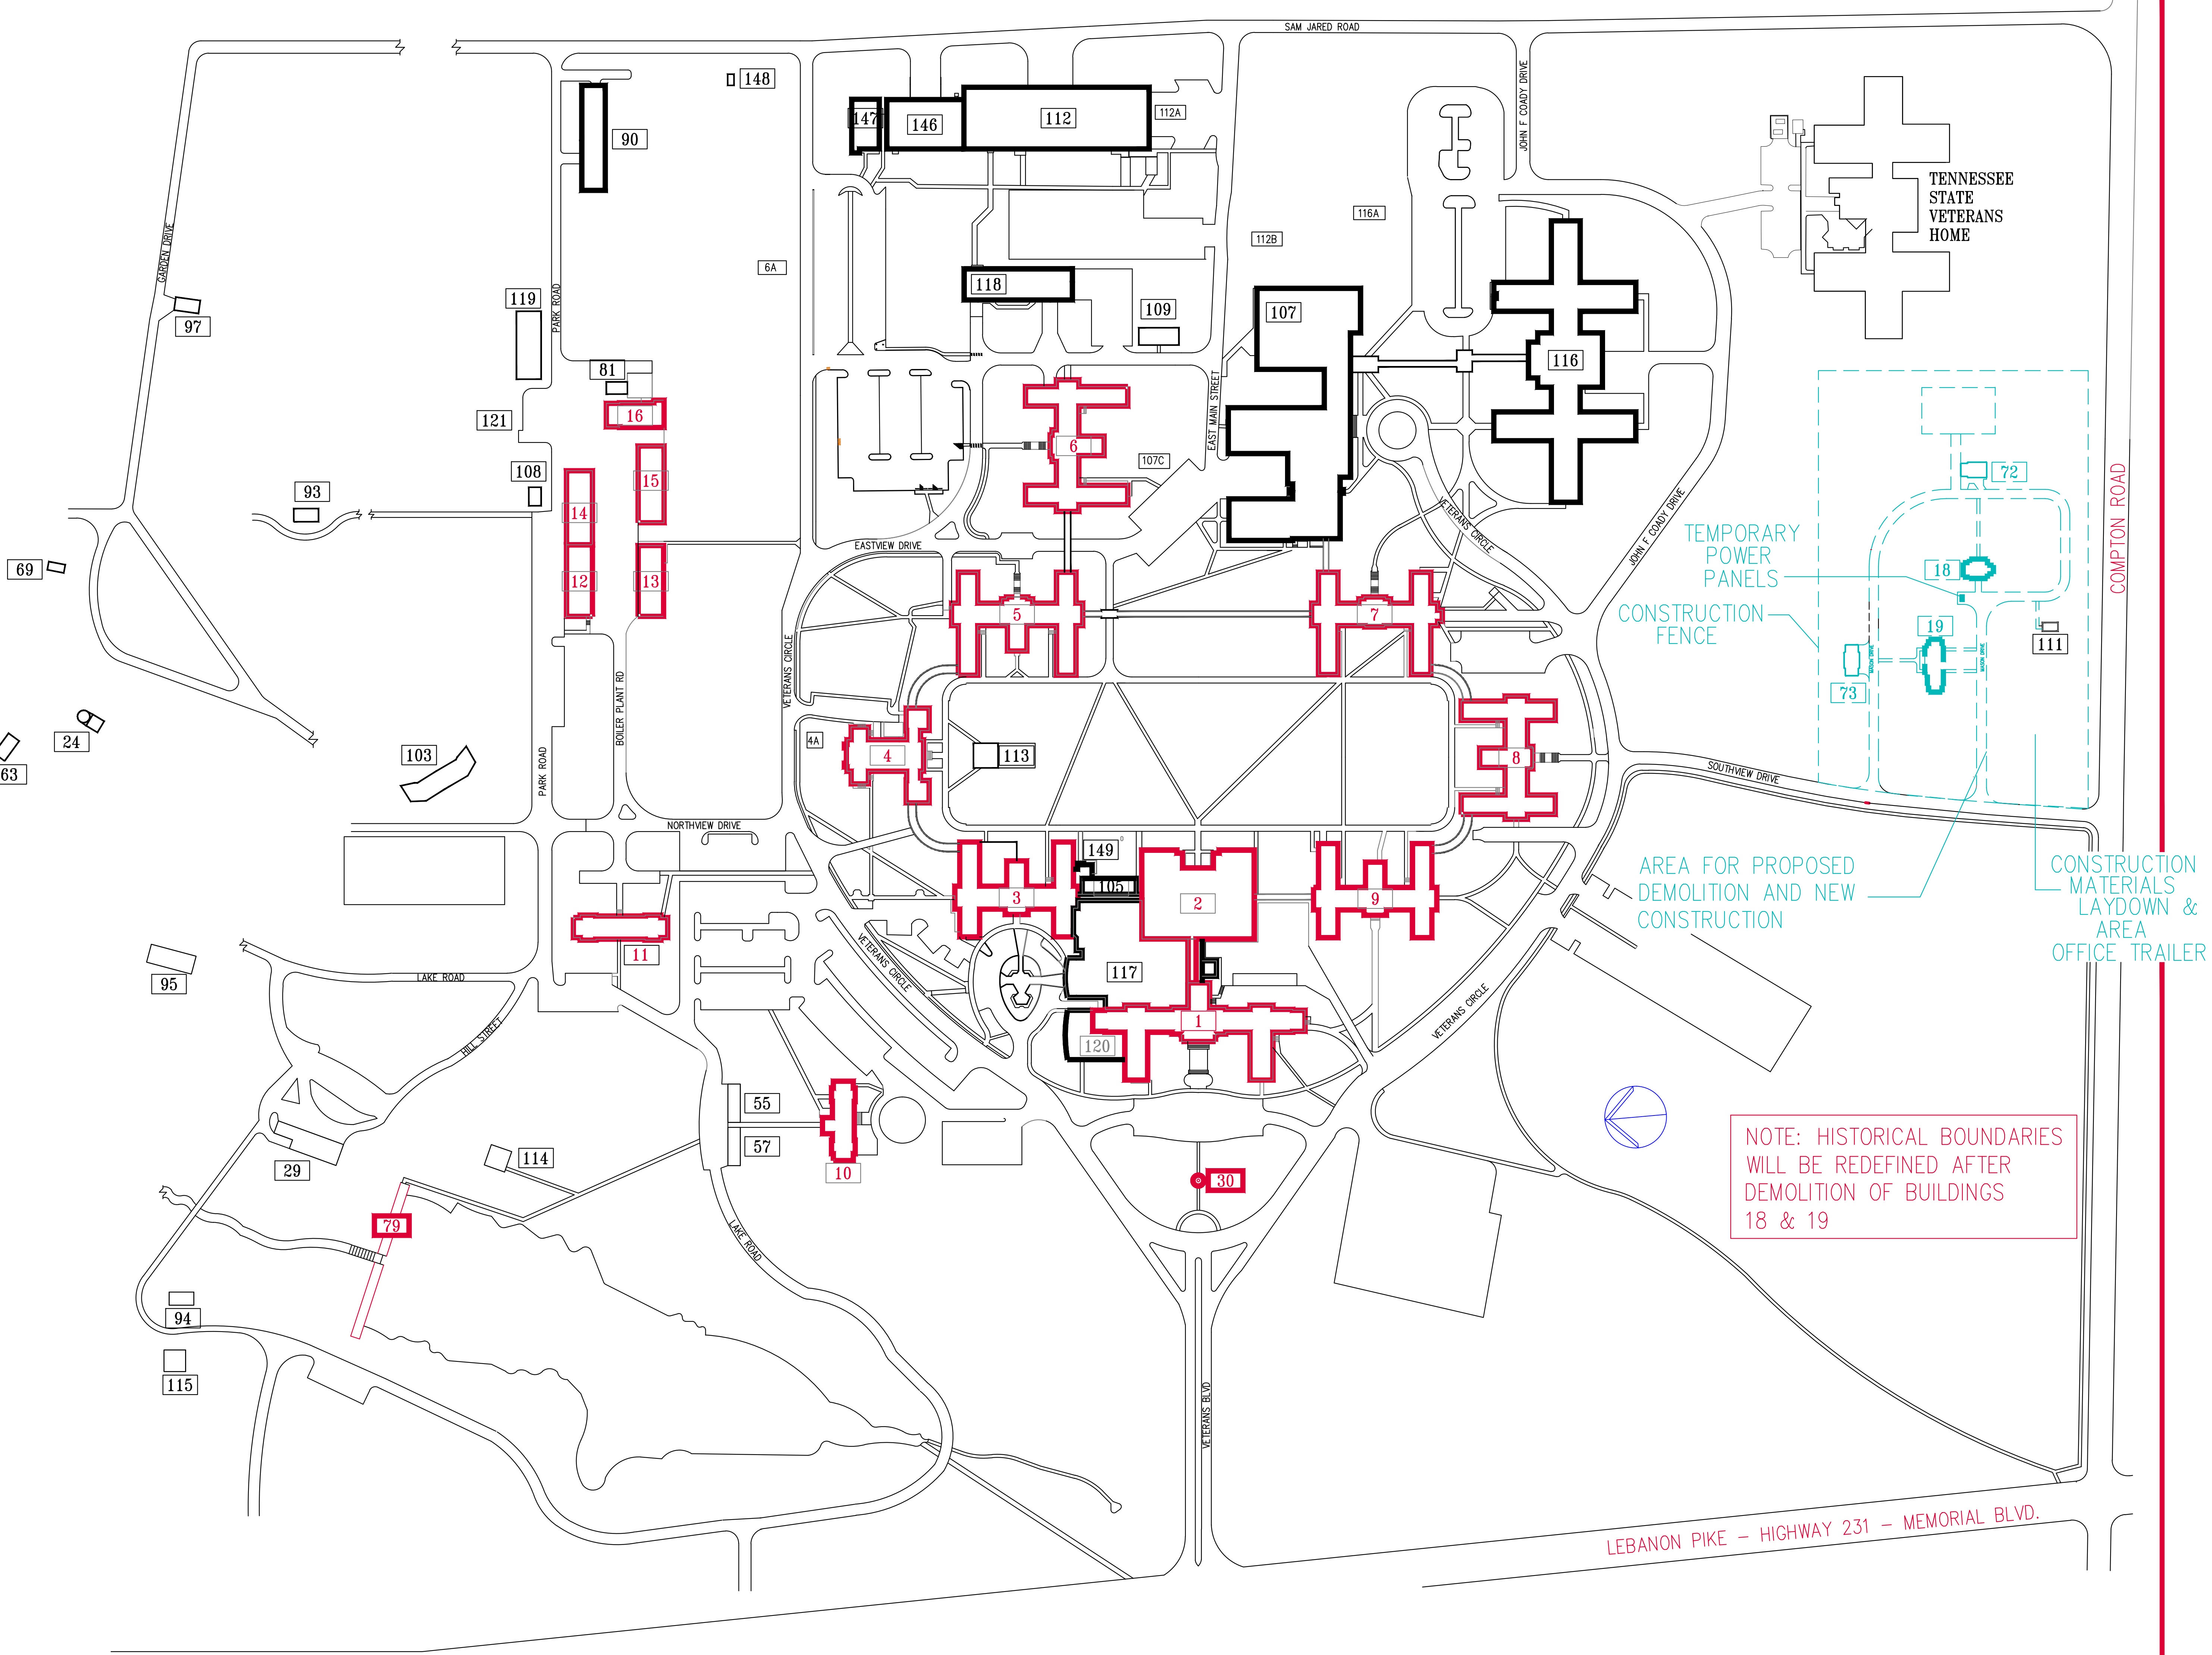 SAM JARED ROAD
148
147
146
112
112A
90
JOHN F COADY DRIVE
TENNESSEE
STATE
VETERANS
HOME
116A
112B
GARDEN DRIVE
6A
118
119
PARK ROAD
97
109
107
116
81
16
121
EAST MAIN STREET
6
107C
108
15
93
14
72
COMPTON ROAD
VETERANS CIRCLE
JOHN F COADY DRIVE
TEMPORARY
POWER
PANELS
EASTVIEW DRIVE
69
12
13
18
5
7
CONSTRUCTION
FENCE
19
111
VETERANS CIRCLE
MASON DRIVE
MASON DRIVE
73
BOILER PLANT RD
24
4A
4
113
8
103
63
PARK ROAD
SOUTHVIEW DRIVE
NORTHVIEW DRIVE
149
0
105
3
2
9
AREA FOR PROPOSED
DEMOLITION AND NEW
CONSTRUCTION
CONSTRUCTION
MATERIALS
LAYDOWN &
AREA
OFFICE TRAILER
11
VETERANS CIRCLE
95
LAKE ROAD
117
HILL STREET
VETERANS CIRCLE
1
120
55
57
114
29
10
30
NOTE: HISTORICAL BOUNDARIES
WILL BE REDEFINED AFTER
DEMOLITION OF BUILDINGS
18 & 19
79
LAKE ROAD
94
115
VETERANS BLVD
LEBANON PIKE - HIGHWAY 231 - MEMORIAL BLVD.